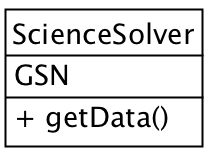 ScienceSolver
GSN
+ getData()